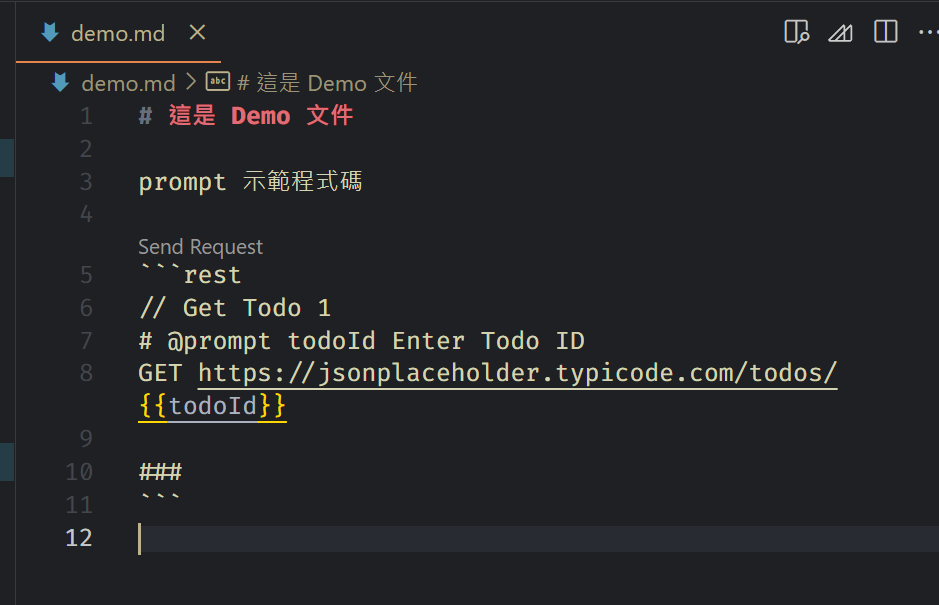 demo.md
demo.md > abc # 這是 Demo 文件
1 # 這是 Demo 文件
2
3 prompt 示範程式碼
4
Send Request
5 ```rest
6 // Get Todo 1
7 # @prompt todoId Enter Todo ID
8 GET https://jsonplaceholder.typicode.com/todos/
{{todoId}}
9
10 ###
11 ```
12